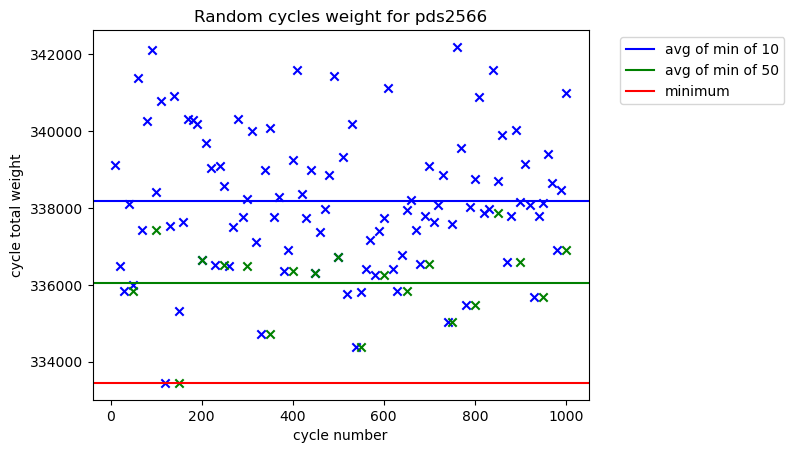 Random cycles weight for pds2566
avg of min of 10
avg of min of 50
minimum
cycle total weight
342000
340000
338000
336000
334000
0 200 400 600 800 1000
cycle number